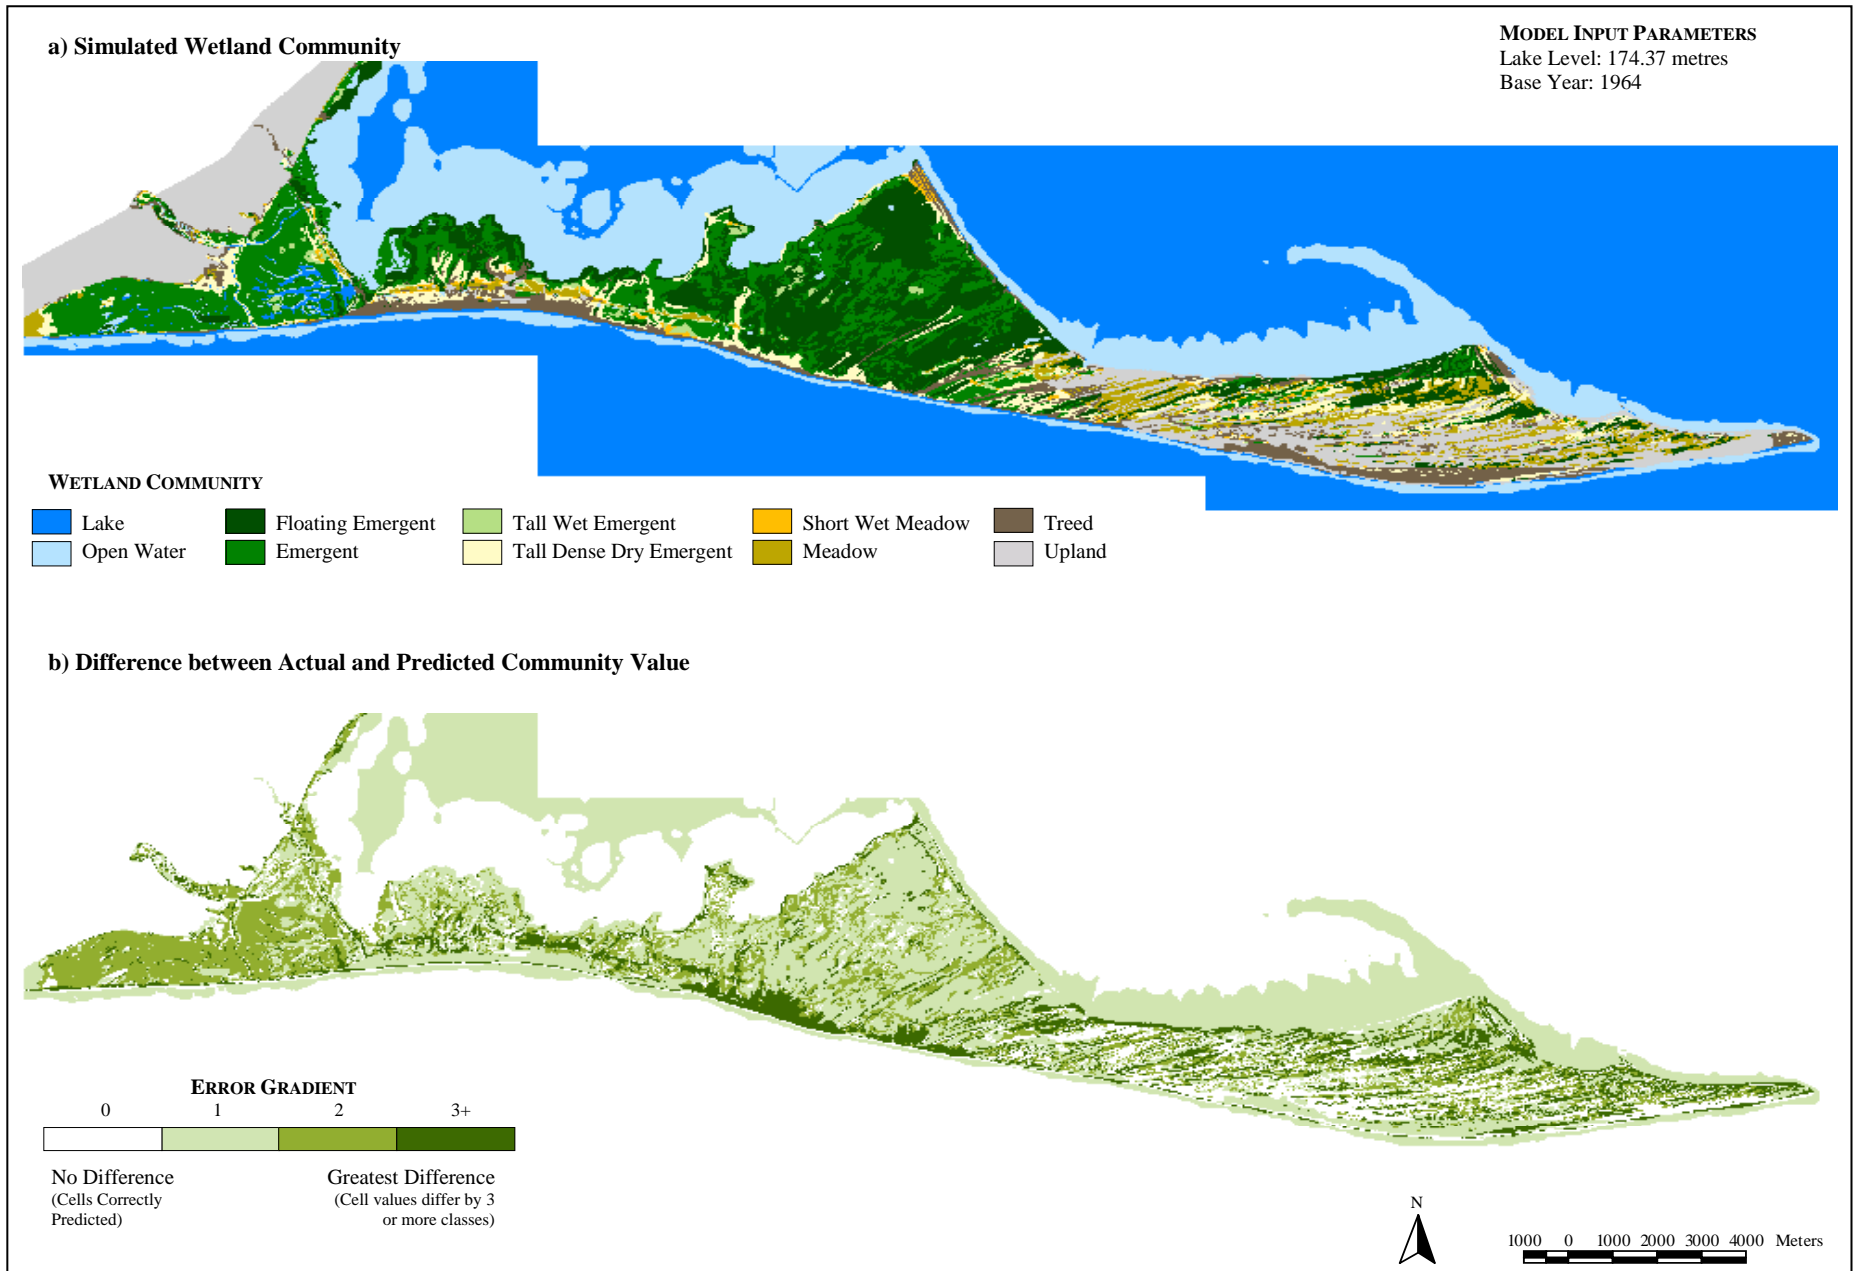 a) Simulated Wetland Community
MODEL INPUT PARAMETERS
Lake Level: 174.37 metres
Base Year: 1964
WETLAND COMMUNITY
Lake
Open Water
Floating Emergent
Emergent
Tall Wet Emergent
Tall Dense Dry Emergent
Short Wet Meadow
Meadow
Treed
Upland
b) Difference between Actual and Predicted Community Value
ERROR GRADIENT
0 1 2 3+
No Difference
(Cells Correctly
Predicted)
Greatest Difference
(Cell values differ by 3
or more classes)
N
1000 0 1000 2000 3000 4000 Meters